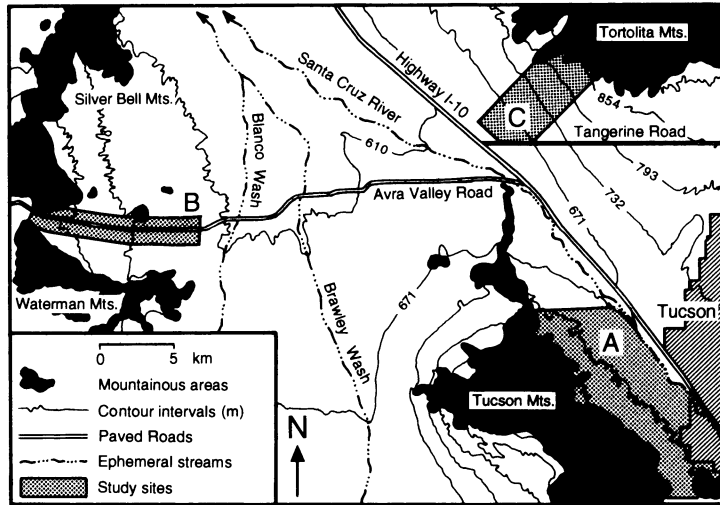 Tortolita Mts.
Highway I-10
Santa Cruz River
Silver Bell Mts.
Blanco Wash
610
C
854
Tangerine Road
793
732
671
B
Avra Valley Road
Waterman Mts.
671
Brawley Wash
Tucson
A
Tucson Mts.
0 5
km
Mountainous areas
Contour intervals (m)
Paved Roads
Ephemeral streams
Study sites
N